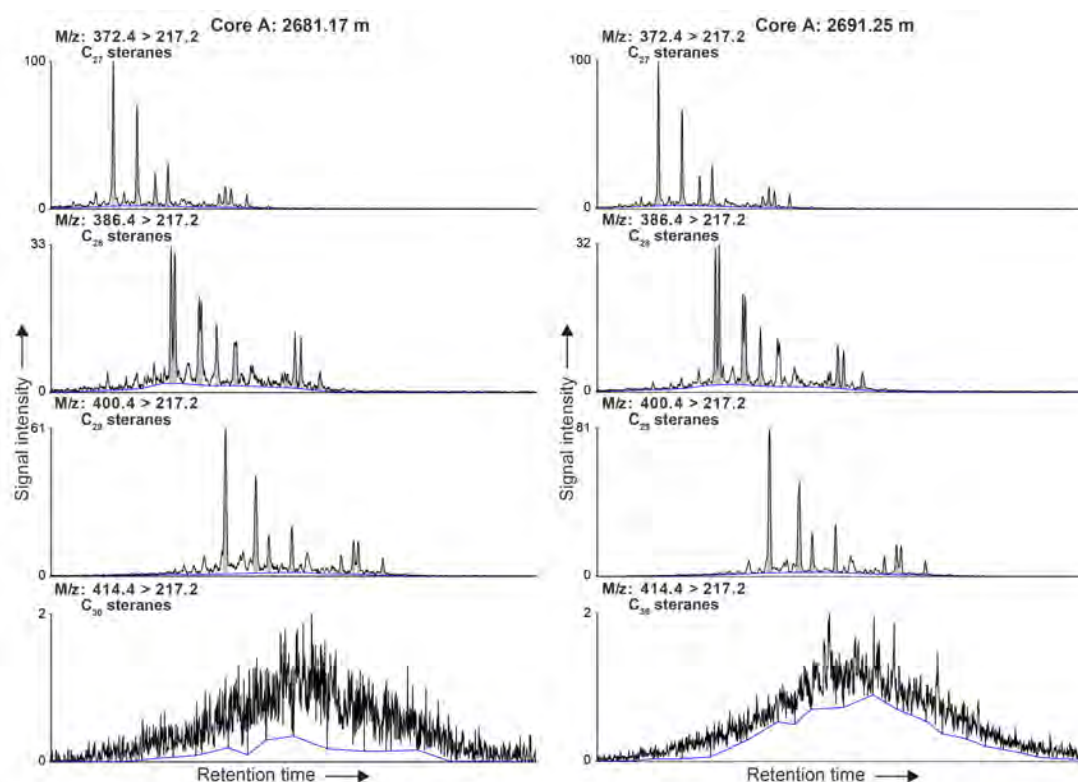 Core A: 2681.17 m
M/z: 372.4 > 217.2
C27 steranes
100
0
M/z: 386.4 > 217.2
C28 steranes
33
0
M/z: 400.4 > 217.2
C29 steranes
61
0
M/z: 414.4 > 217.2
C30 steranes
2
0
Signal intensity
Retention time
Core A: 2691.25 m
M/z: 372.4 > 217.2
C27 steranes
100
0
M/z: 386.4 > 217.2
C28 steranes
32
0
M/z: 400.4 > 217.2
C29 steranes
81
0
M/z: 414.4 > 217.2
C30 steranes
2
0
Signal intensity
Retention time